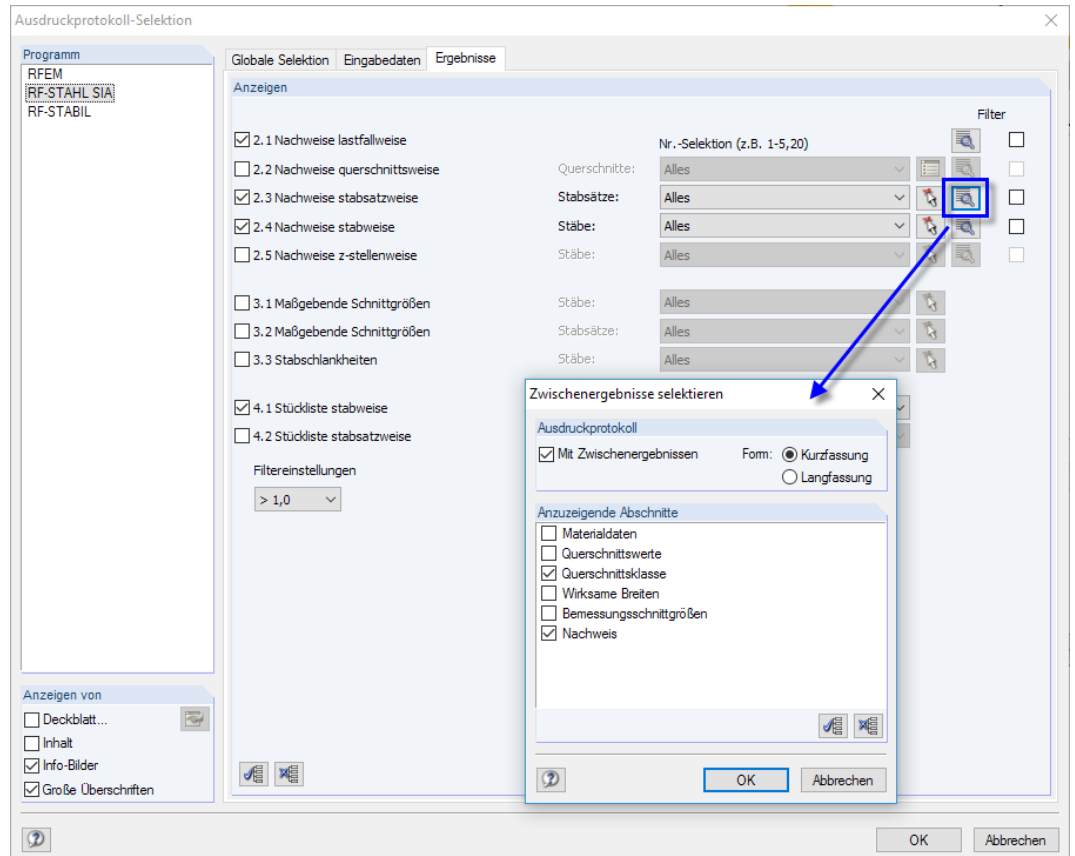 Ausdruckprotokoll-Selektion
Programm
RFEM
RF-STAHL SIA
RF-STABIL
Globale Selektion Eingabedaten Ergebnisse
Anzeigen
Filter
2.1 Nachweise lastfallweise Nr.-Selektion (z.B. 1-5,20)
2.2 Nachweise querschnittsweise Querschnitte: Alles
2.3 Nachweise stabsatzweise Stabsätze: Alles
2.4 Nachweise stabweise Stäbe: Alles
2.5 Nachweise z-stellenweise Stäbe: Alles
3.1 Maßgebende Schnittgrößen Stäbe: Alles
3.2 Maßgebende Schnittgrößen Stabsätze: Alles
3.3 Stabschlankheiten Stäbe: Alles
4.1 Stückliste stabweise
4.2 Stückliste stabsatzweise
Filtereinstellungen
> 1,0
Zwischenergebnisse selektieren
Ausdruckprotokoll
Mit Zwischenergebnissen Form: Kurzfassung
Langfassung
Anzuzeigende Abschnitte
Materialdaten
Querschnittswerte
Querschnittsklasse
Wirksame Breiten
Bemessungsschnittgrößen
Nachweis
OK Abbrechen
Anzeigen von
Deckblatt...
Inhalt
Info-Bilder
Große Überschriften
OK Abbrechen